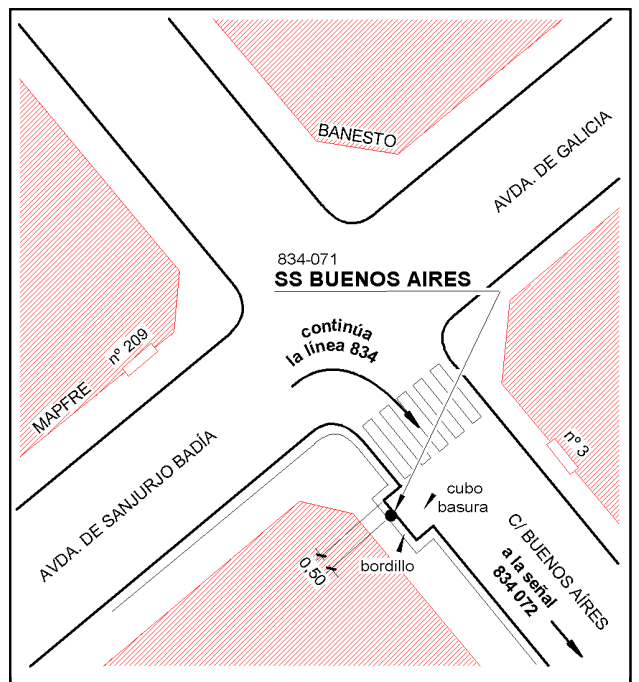 BANESTO
AVDA. DE GALICIA
834-071
SS BUENOS AIRES
continúa
la línea 834
nº 209
MAPFRE
nº 3
AVDA. DE SANJURJO BADÍA
cubo
basura
bordillo
0,50
C/ BUENOS AÍRES
a la señal
834 072